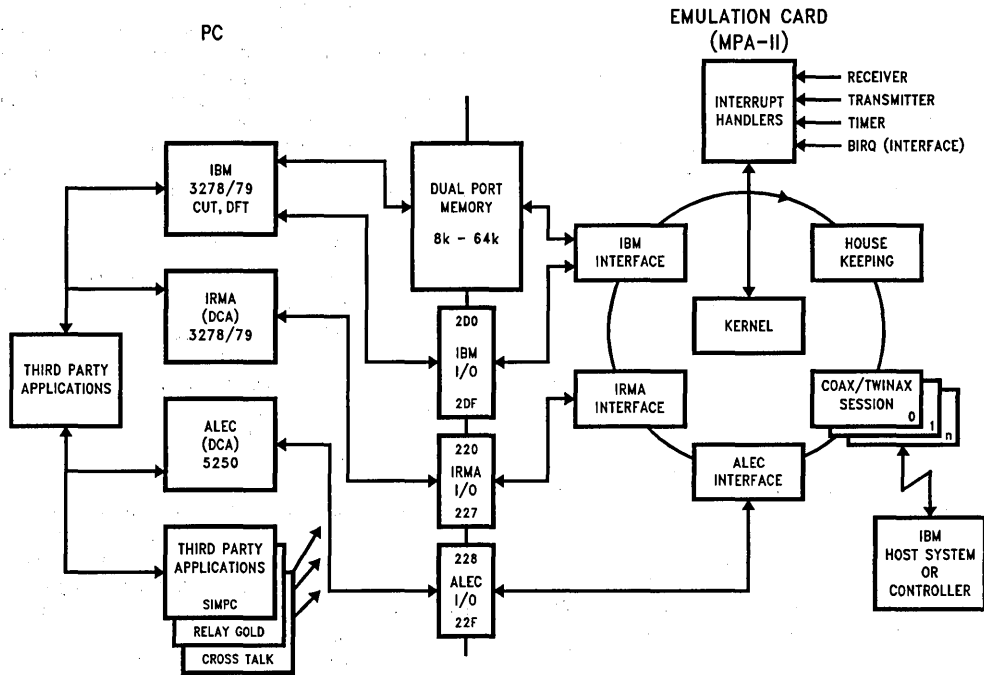 PC
EMULATION CARD
(MPA-II)
INTERRUPT
HANDLERS
RECEIVER
TRANSMITTER
TIMER
BIRQ (INTERFACE)
IBM
3278/79
CUT, DFT
DUAL PORT
MEMORY
8k - 64k
IBM
INTERFACE
HOUSE
KEEPING
IRMA
(DCA)
3278/79
2D0
IBM
I/O
2DF
KERNEL
THIRD PARTY
APPLICATIONS
IRMA
INTERFACE
COAX/TWINAX
SESSION
0
1
n
ALEC
(DCA)
5250
220
IRMA
I/O
227
ALEC
INTERFACE
THIRD PARTY
APPLICATIONS
SIMPC
RELAY GOLD
CROSS TALK
228
ALEC
I/O
22F
IBM
HOST SYSTEM
OR
CONTROLLER